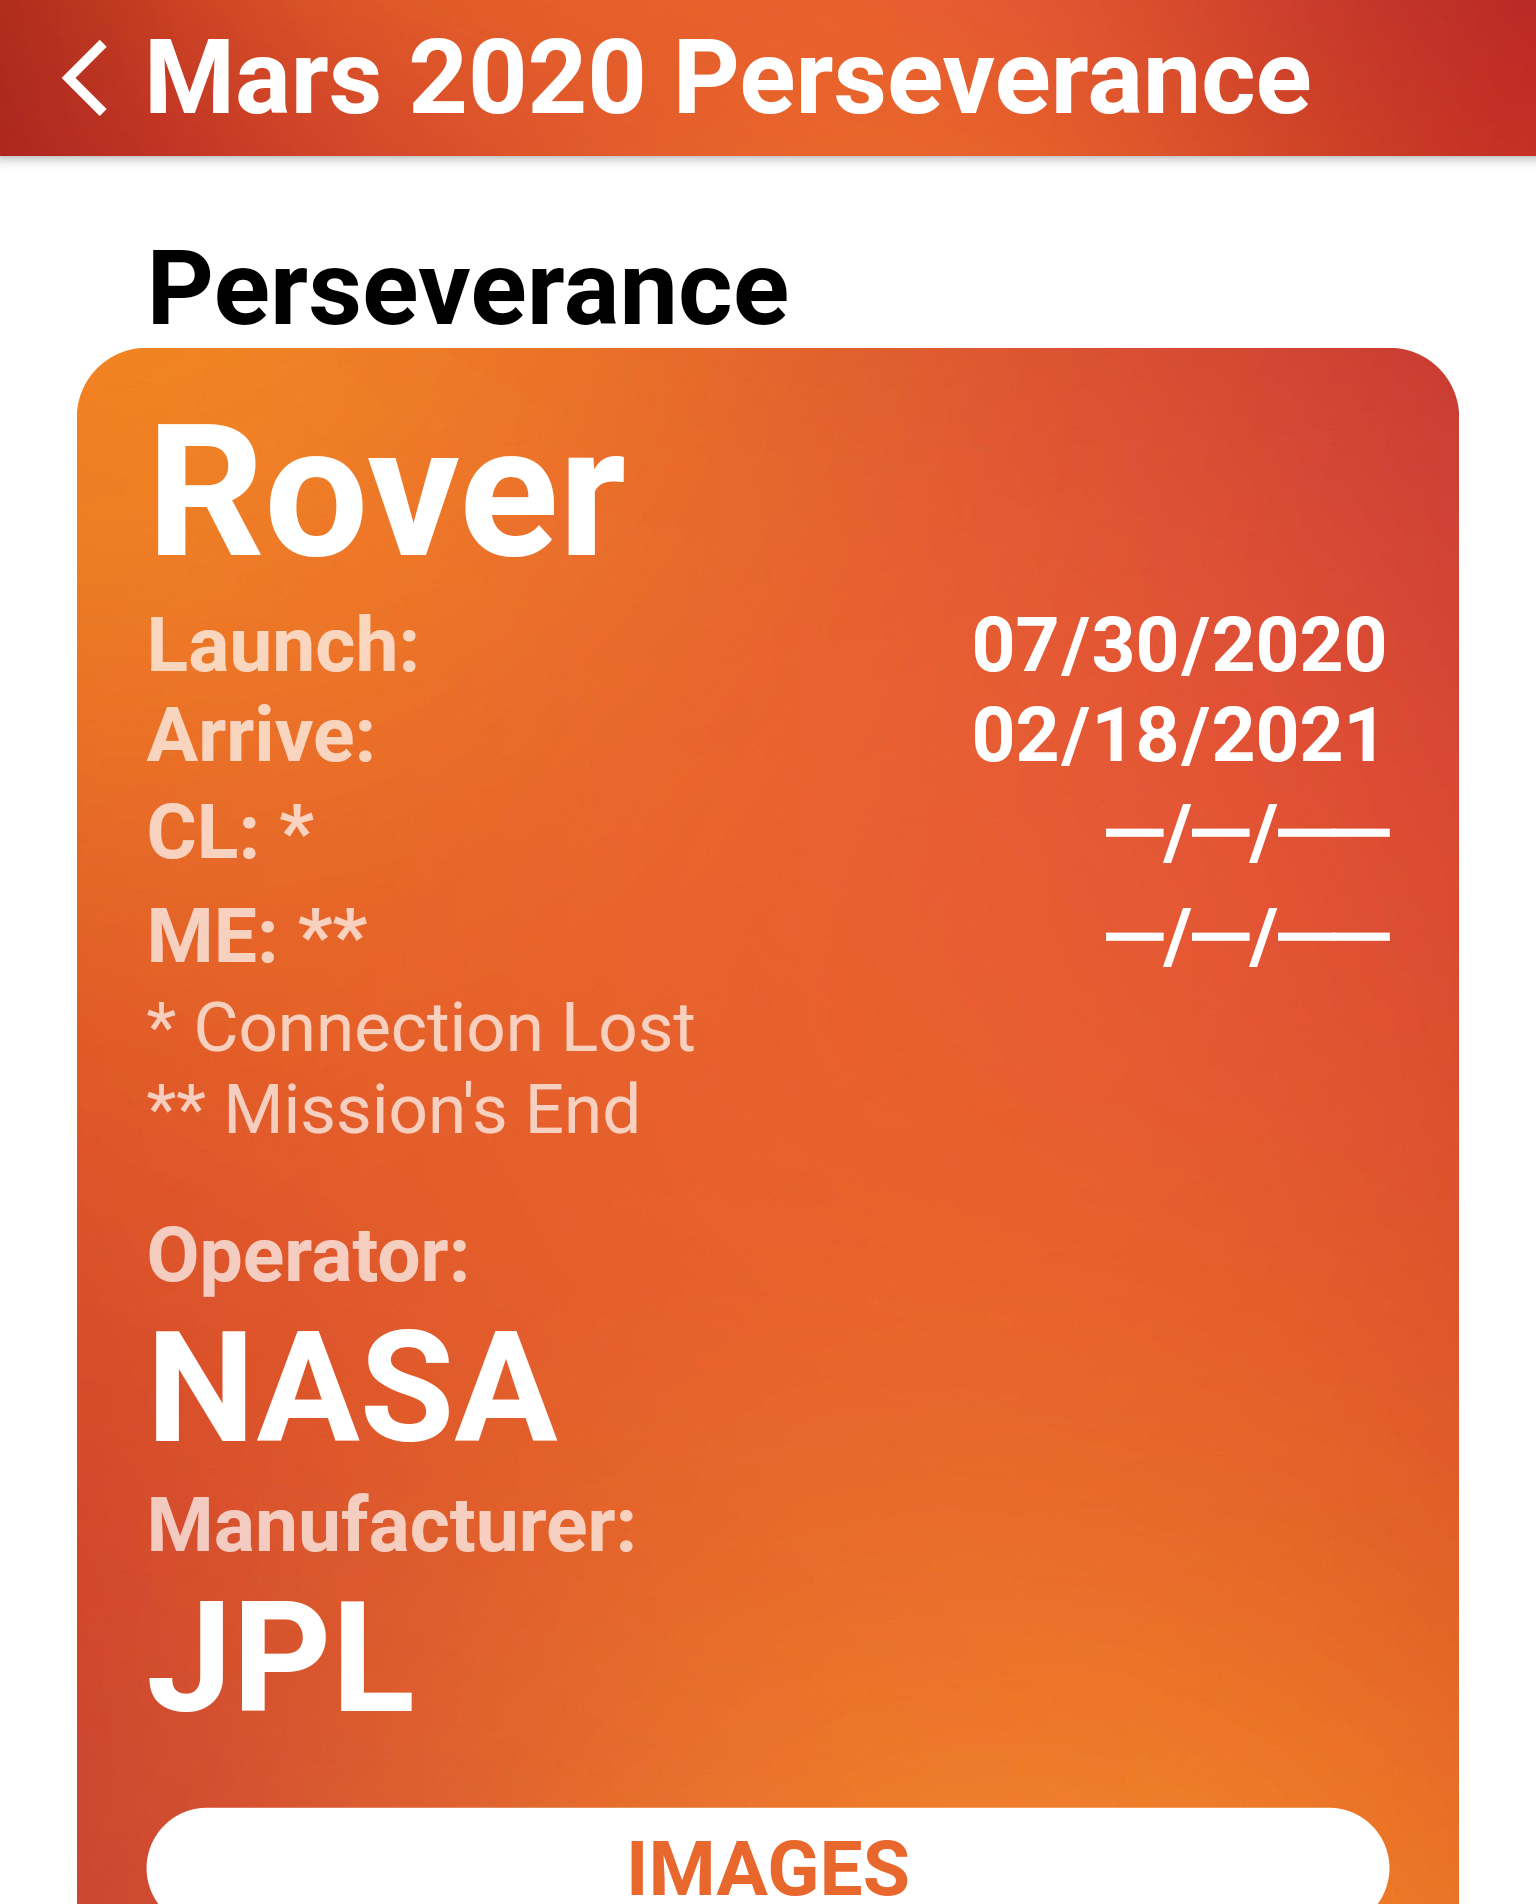 Mars 2020 Perseverance
Perseverance
Rover
Launch: 07/30/2020
Arrive: 02/18/2021
CL: * —/—/——
ME: ** —/—/——
* Connection Lost
** Mission's End
Operator:
NASA
Manufacturer:
JPL
IMAGES